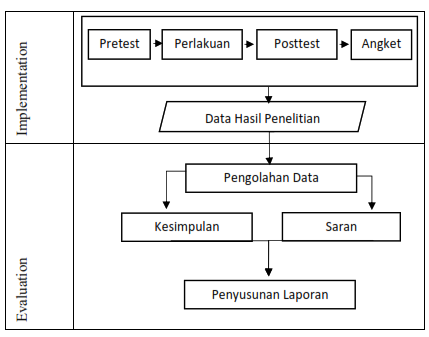 Implementation
Pretest
Perlakuan
Posttest
Angket
Data Hasil Penelitian
Evaluation
Pengolahan Data
Kesimpulan
Saran
Penyusunan Laporan